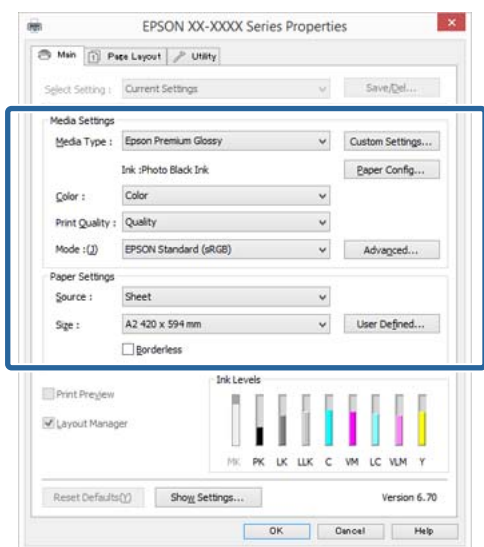 EPSON XX-XXXX Series Properties
Main Page Layout Utility
Select Setting : Current Settings Save/Del...
Media Settings
Media Type : Epson Premium Glossy Custom Settings...
Ink :Photo Black Ink Paper Config...
Color : Color
Print Quality : Quality
Mode :(J) EPSON Standard (sRGB) Advanced...
Paper Settings
Source : Sheet
Size : A2 420 x 594 mm User Defined...
Borderless
Ink Levels
Print Preview
Layout Manager
MK PK LK LLK C VM LC VLM Y
Reset Defaults(Y) Show Settings... Version 6.70
OK Cancel Help